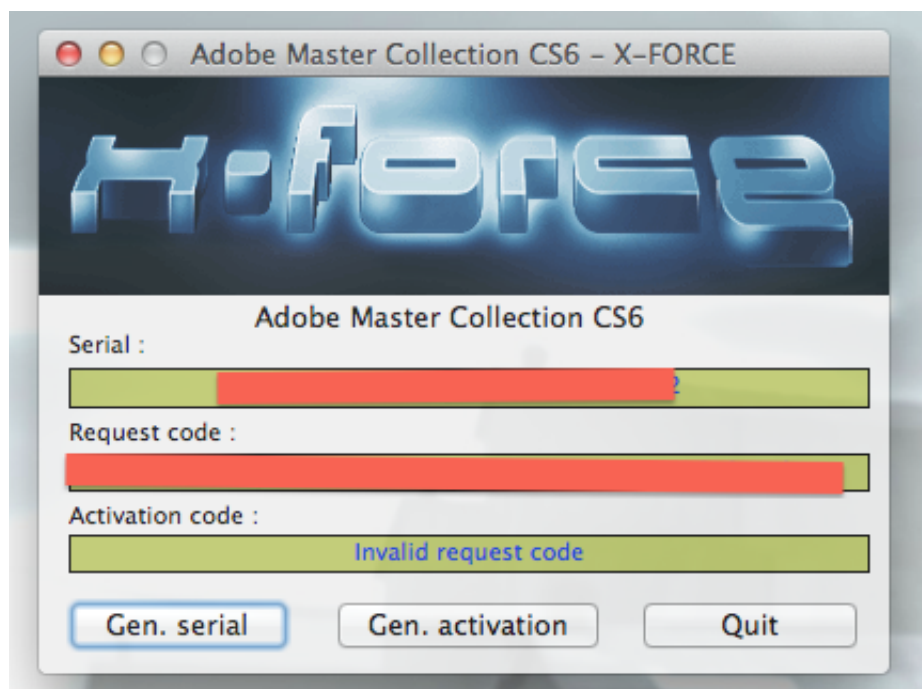 Adobe Master Collection CS6 – X–FORCE
X-force
Adobe Master Collection CS6
Serial :
2
Request code :
Activation code :
Invalid request code
Gen. serial Gen. activation Quit